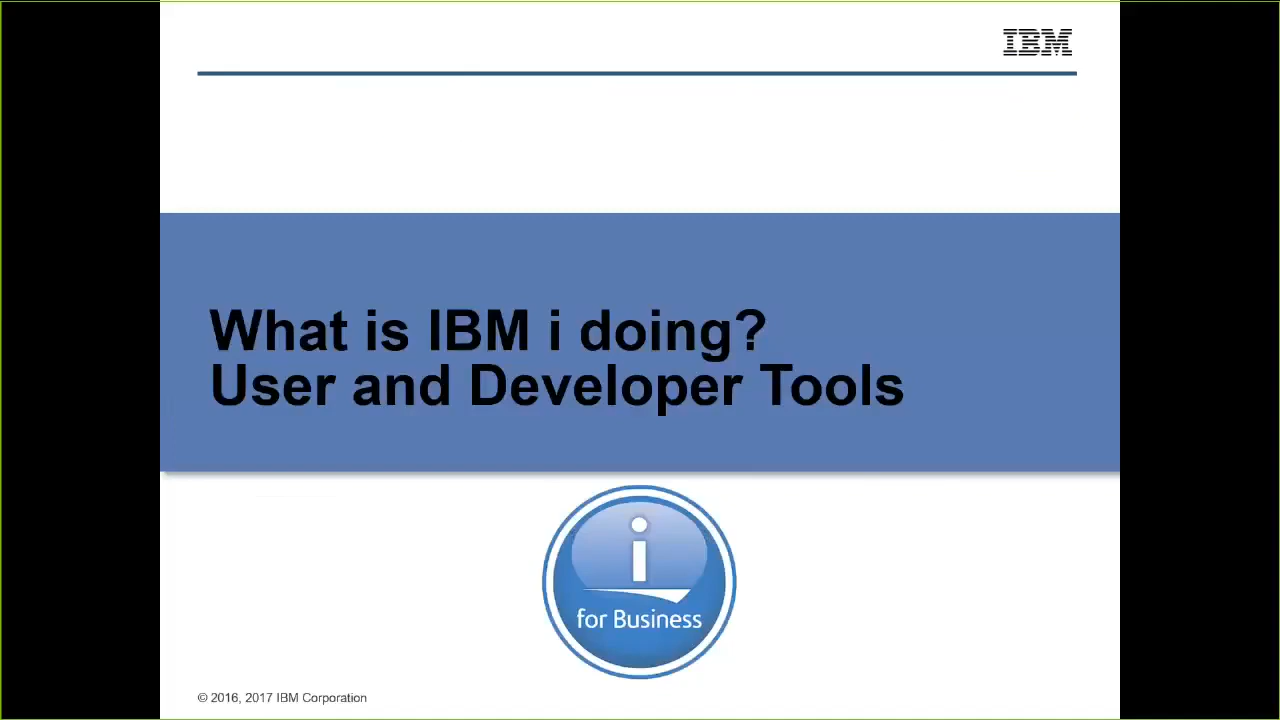 IBM
What is IBM i doing?
User and Developer Tools
i
for Business
© 2016, 2017 IBM Corporation